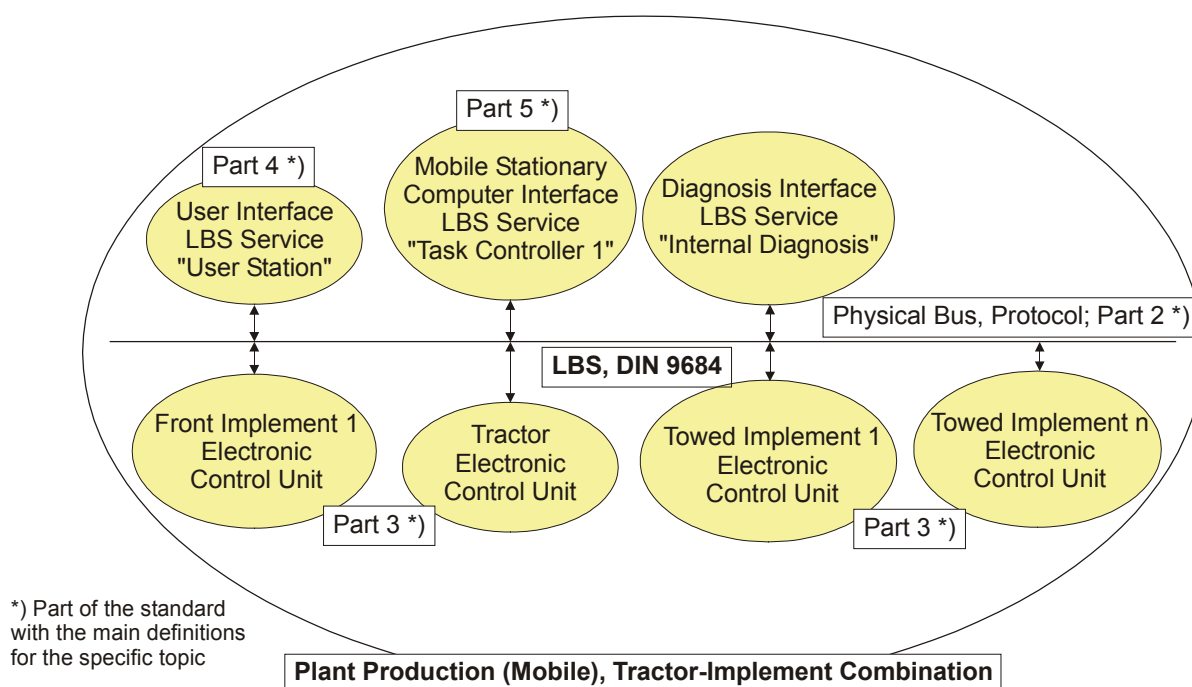 Part 5 *)
Part 4 *)
User Interface
LBS Service
"User Station"
Mobile Stationary
Computer Interface
LBS Service
"Task Controller 1"
Diagnosis Interface
LBS Service
"Internal Diagnosis"
Physical Bus, Protocol; Part 2 *)
LBS, DIN 9684
Front Implement 1
Electronic
Control Unit
Tractor
Electronic
Control Unit
Towed Implement 1
Electronic
Control Unit
Towed Implement n
Electronic
Control Unit
Part 3 *)
Part 3 *)
*) Part of the standard
with the main definitions
for the specific topic
Plant Production (Mobile), Tractor-Implement Combination